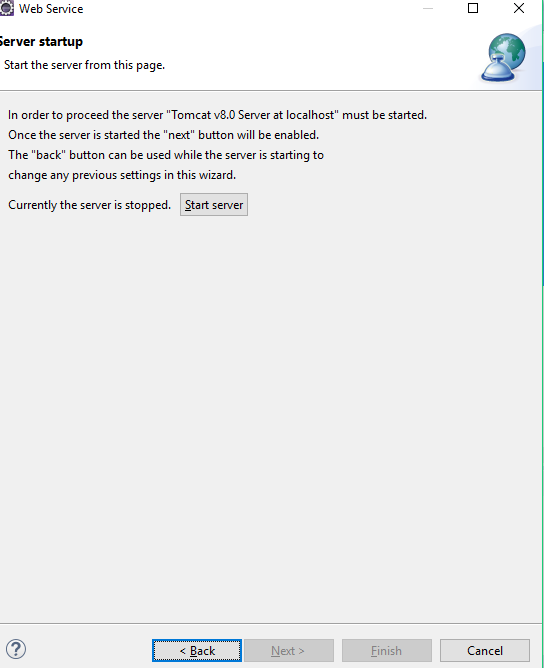 Web Service
Server startup
Start the server from this page.
In order to proceed the server "Tomcat v8.0 Server at localhost" must be started.
Once the server is started the "next" button will be enabled.
The "back" button can be used while the server is starting to
change any previous settings in this wizard.
Currently the server is stopped. Start server
? < Back Next > Finish Cancel